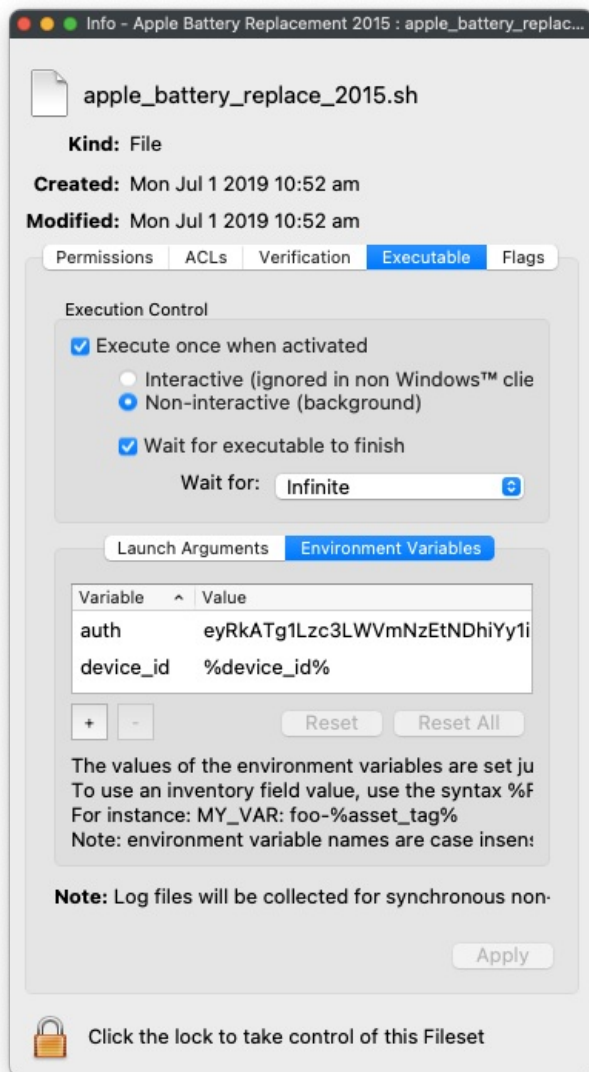 Info - Apple Battery Replacement 2015 : apple_battery_replac...
apple_battery_replace_2015.sh
Kind: File
Created: Mon Jul 1 2019 10:52 am
Modified: Mon Jul 1 2019 10:52 am
Permissions ACLs Verification Executable Flags
Execution Control
Execute once when activated
Interactive (ignored in non Windows™ clie
Non-interactive (background)
Wait for executable to finish
Wait for: Infinite
Launch Arguments Environment Variables
Variable Value
auth eyRkATg1Lzc3LWVmNzEtNDhiYy1i
device_id %device_id%
+ - Reset Reset All
The values of the environment variables are set ju
To use an inventory field value, use the syntax %F
For instance: MY_VAR: foo-%asset_tag%
Note: environment variable names are case insens
Note: Log files will be collected for synchronous non-
Apply
Click the lock to take control of this Fileset